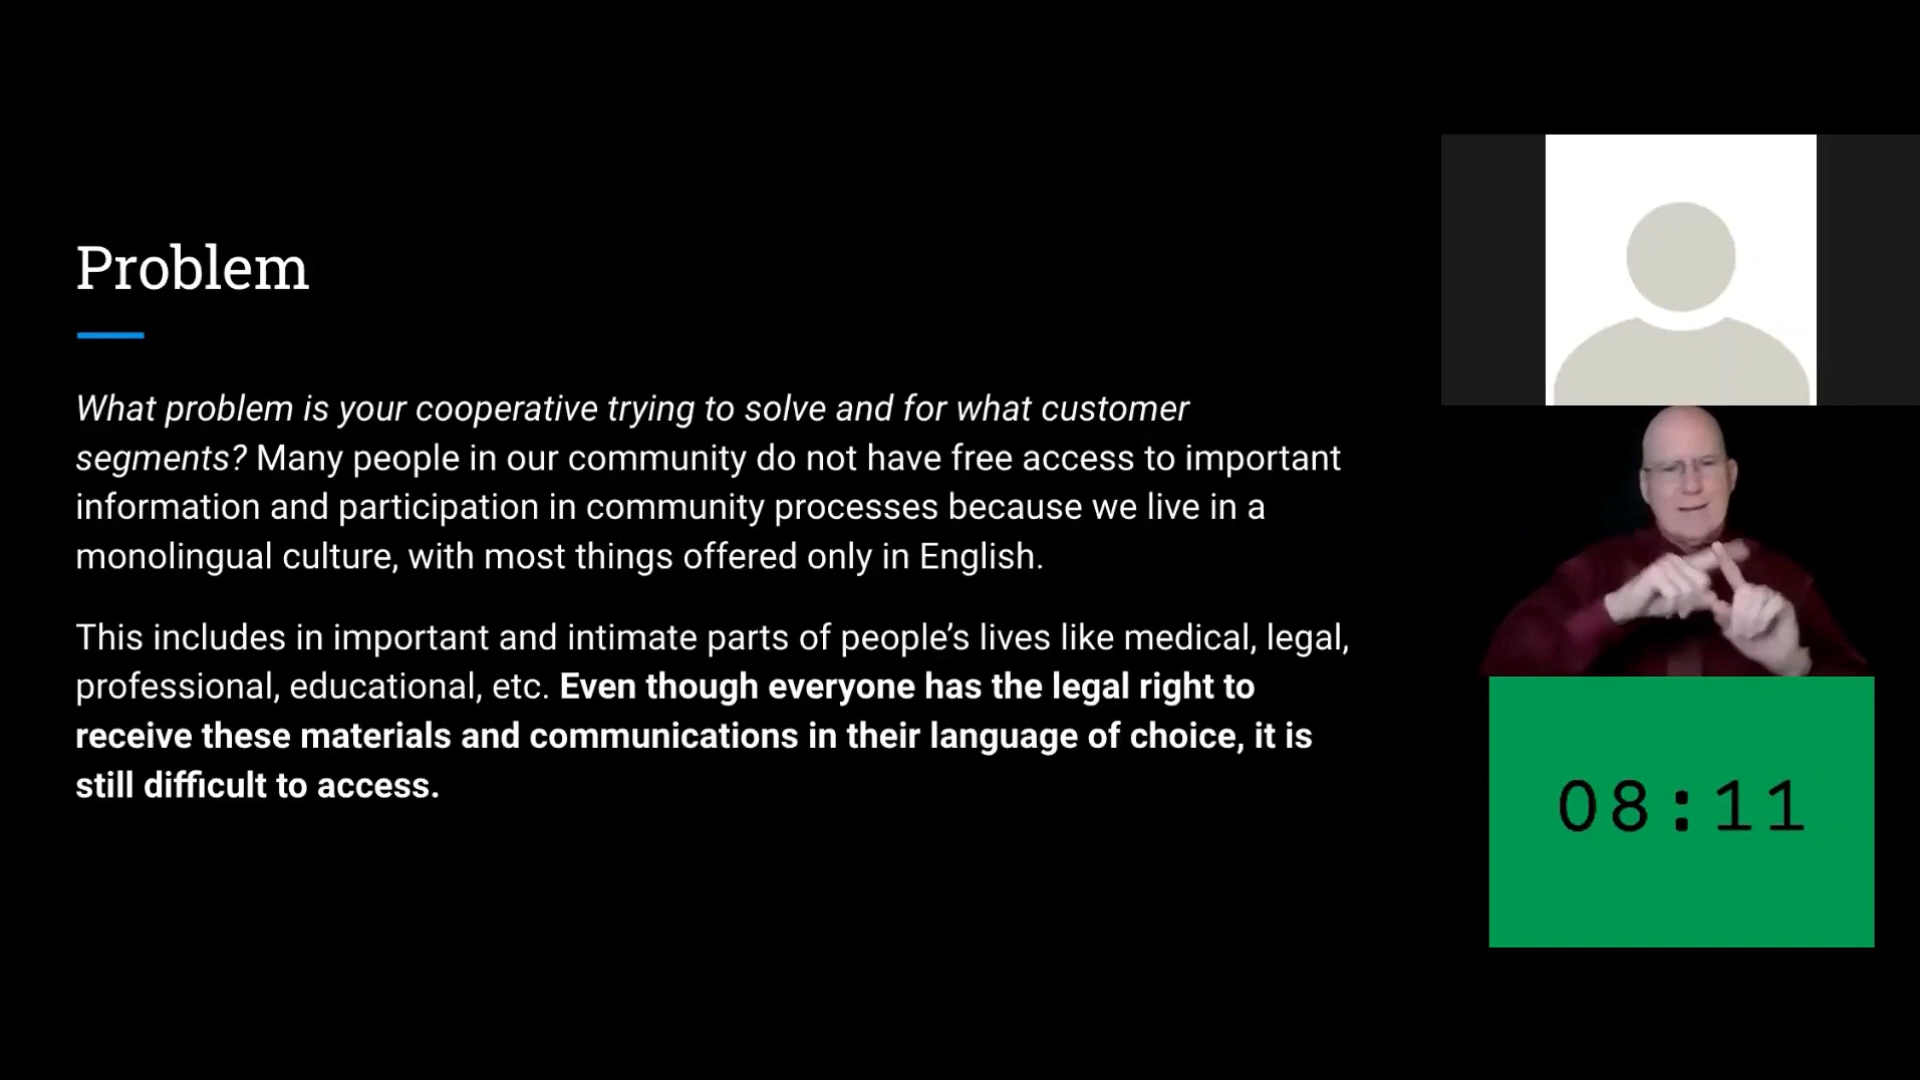 Problem
What problem is your cooperative trying to solve and for what customer
segments? Many people in our community do not have free access to important
information and participation in community processes because we live in a
monolingual culture, with most things offered only in English.
This includes in important and intimate parts of people’s lives like medical, legal,
professional, educational, etc. Even though everyone has the legal right to
receive these materials and communications in their language of choice, it is
still difficult to access.
08:11